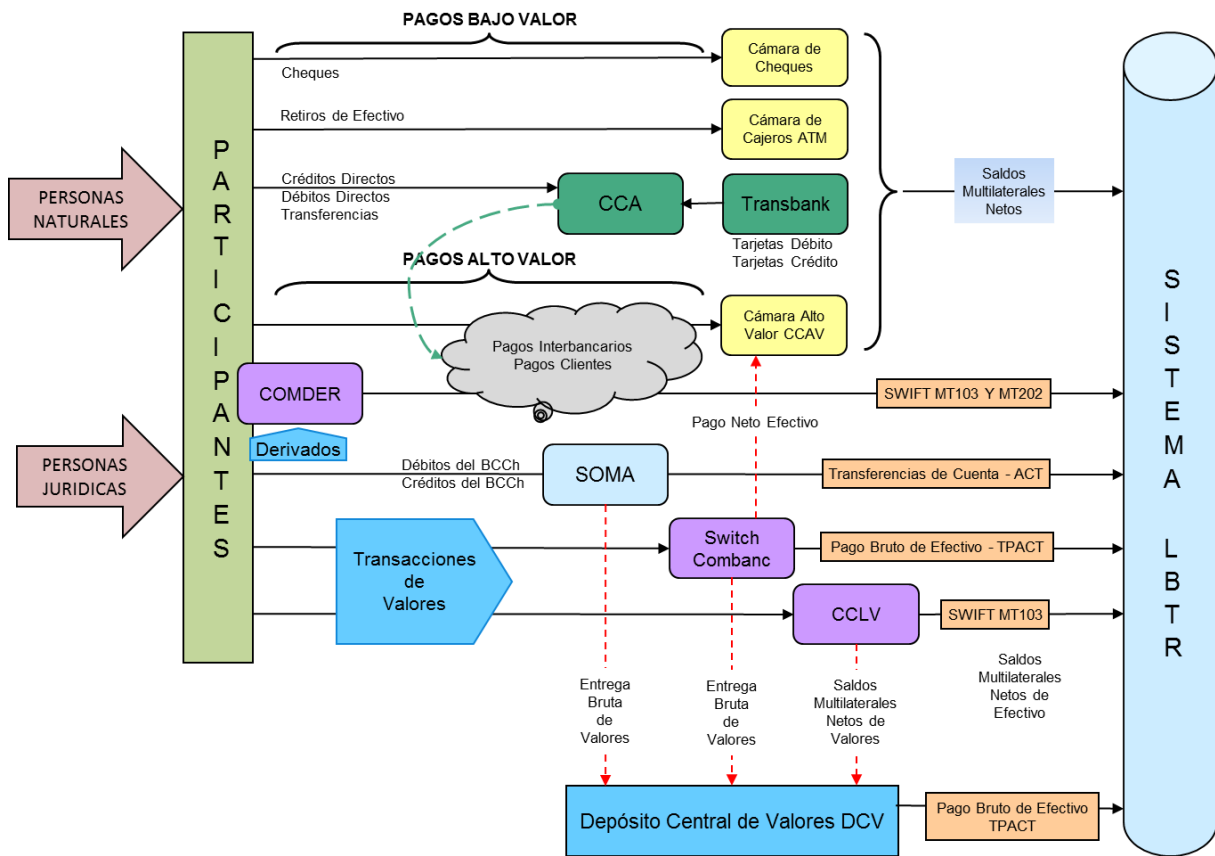 PAGOS BAJO VALOR
Cheques
Cámara de
Cheques
Retiros de Efectivo
Cámara de
Cajeros ATM
PERSONAS
NATURALES
PARTICIPANTES
Créditos Directos
Débitos Directos
Transferencias
CCA
Transbank
Tarjetas Débito
Tarjetas Crédito
Saldos
Multilaterales
Netos
PAGOS ALTO VALOR
Pagos Interbancarios
Pagos Clientes
Cámara Alto
Valor CCAV
COMDER
SWIFT MT103 Y MT202
Derivados
Pago Neto Efectivo
PERSONAS
JURIDICAS
Débitos del BCCh
Créditos del BCCh
SOMA
Transferencias de Cuenta - ACT
Transacciones
de
Valores
Switch
Combanc
Pago Bruto de Efectivo - TPACT
CCLV
SWIFT MT103
Saldos
Multilaterales
Netos de
Efectivo
Entrega
Bruta
de
Valores
Entrega
Bruta
de
Valores
Saldos
Multilaterales
Netos de
Valores
Depósito Central de Valores DCV
Pago Bruto de Efectivo
TPACT
SISTEMA LBTR